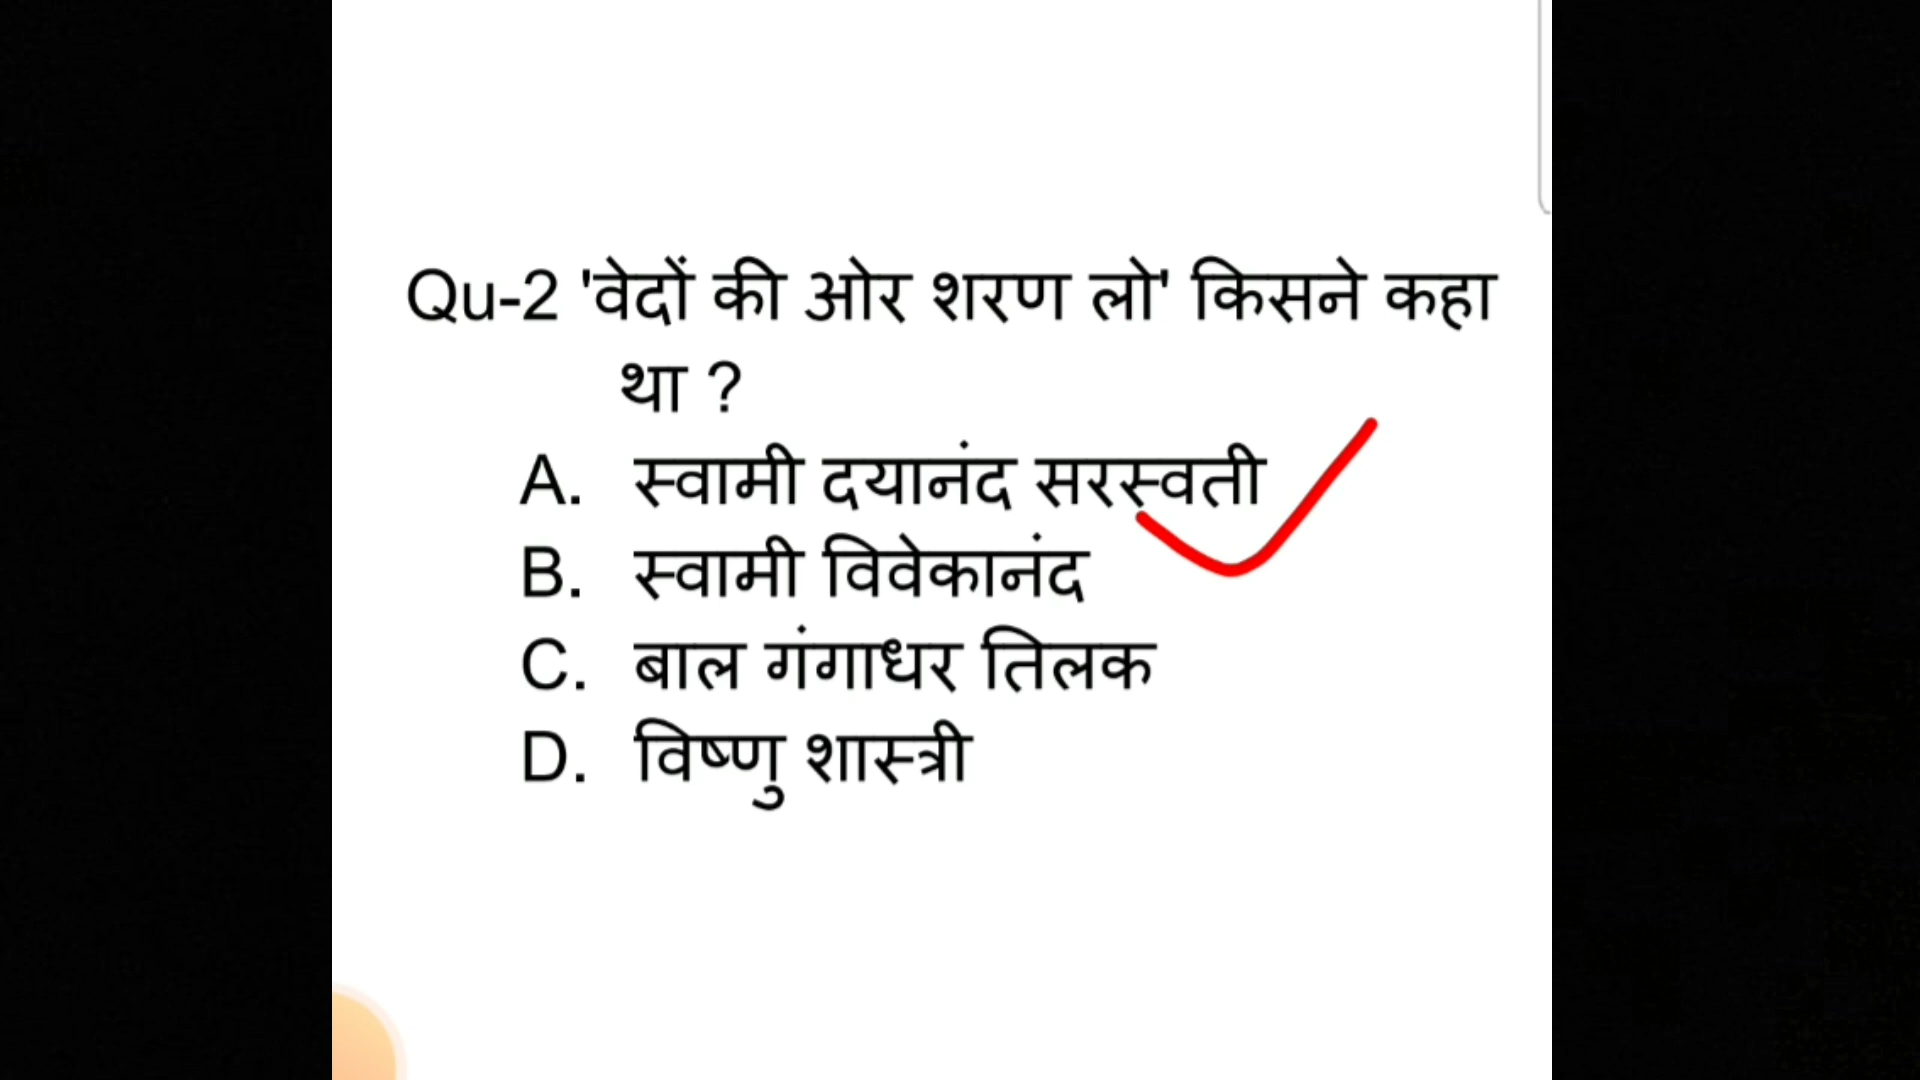 Qu-2 'वेदों की ओर शरण लो' किसने कहा
था ?
A. स्वामी दयानंद सरस्वती
B. स्वामी विवेकानंद
C. बाल गंगाधर तिलक
D. विष्णु शास्त्री